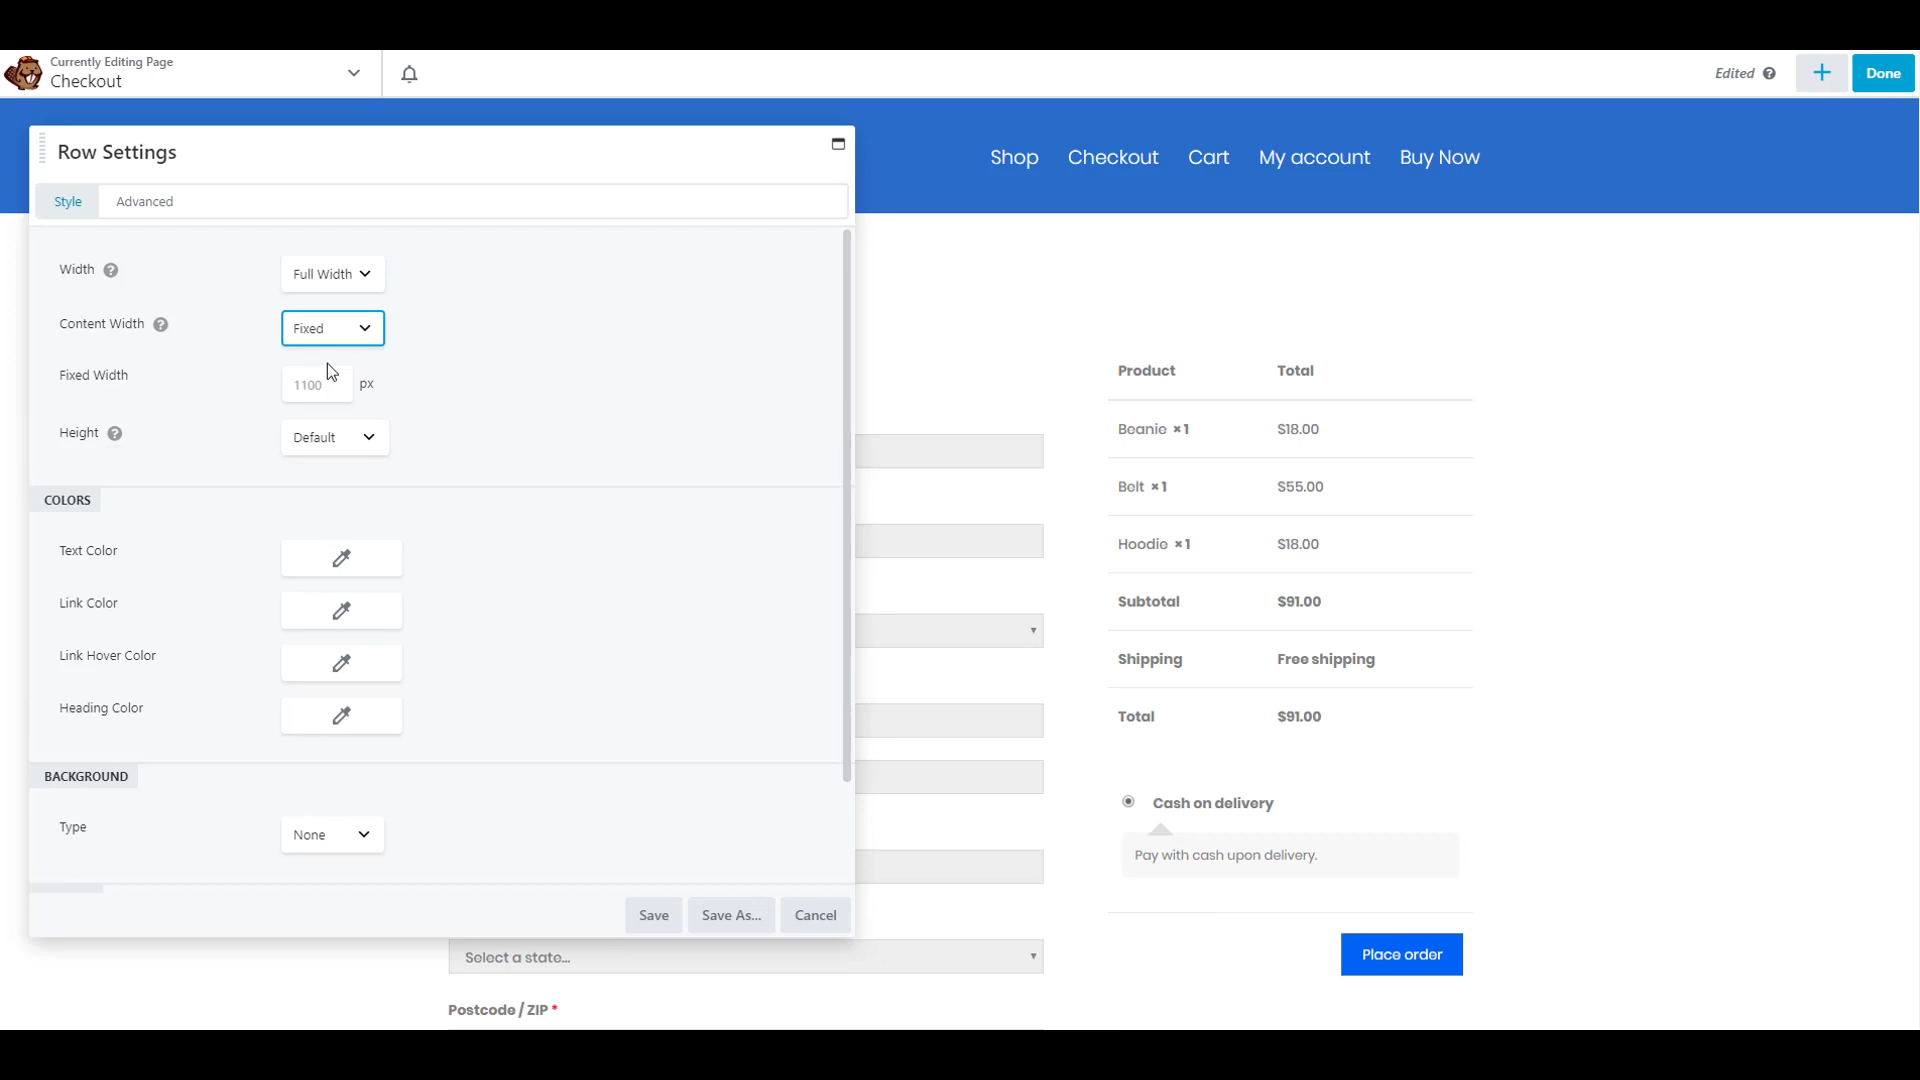 Currently Editing Page
Checkout
Edited ?
+
Done
Shop
Checkout
Cart
My account
Buy Now
Row Settings
Style
Advanced
Width ?
Full Width
Content Width ?
Fixed
Fixed Width
1100 px
Height ?
Default
COLORS
Text Color
Link Color
Link Hover Color
Heading Color
BACKGROUND
Type
None
Save
Save As...
Cancel
Product Total
Beanie × 1 $18.00
Belt × 1 $55.00
Hoodie × 1 $18.00
Subtotal $91.00
Shipping Free shipping
Total $91.00
Cash on delivery
Pay with cash upon delivery.
Place order
Select a state...
Postcode / ZIP *